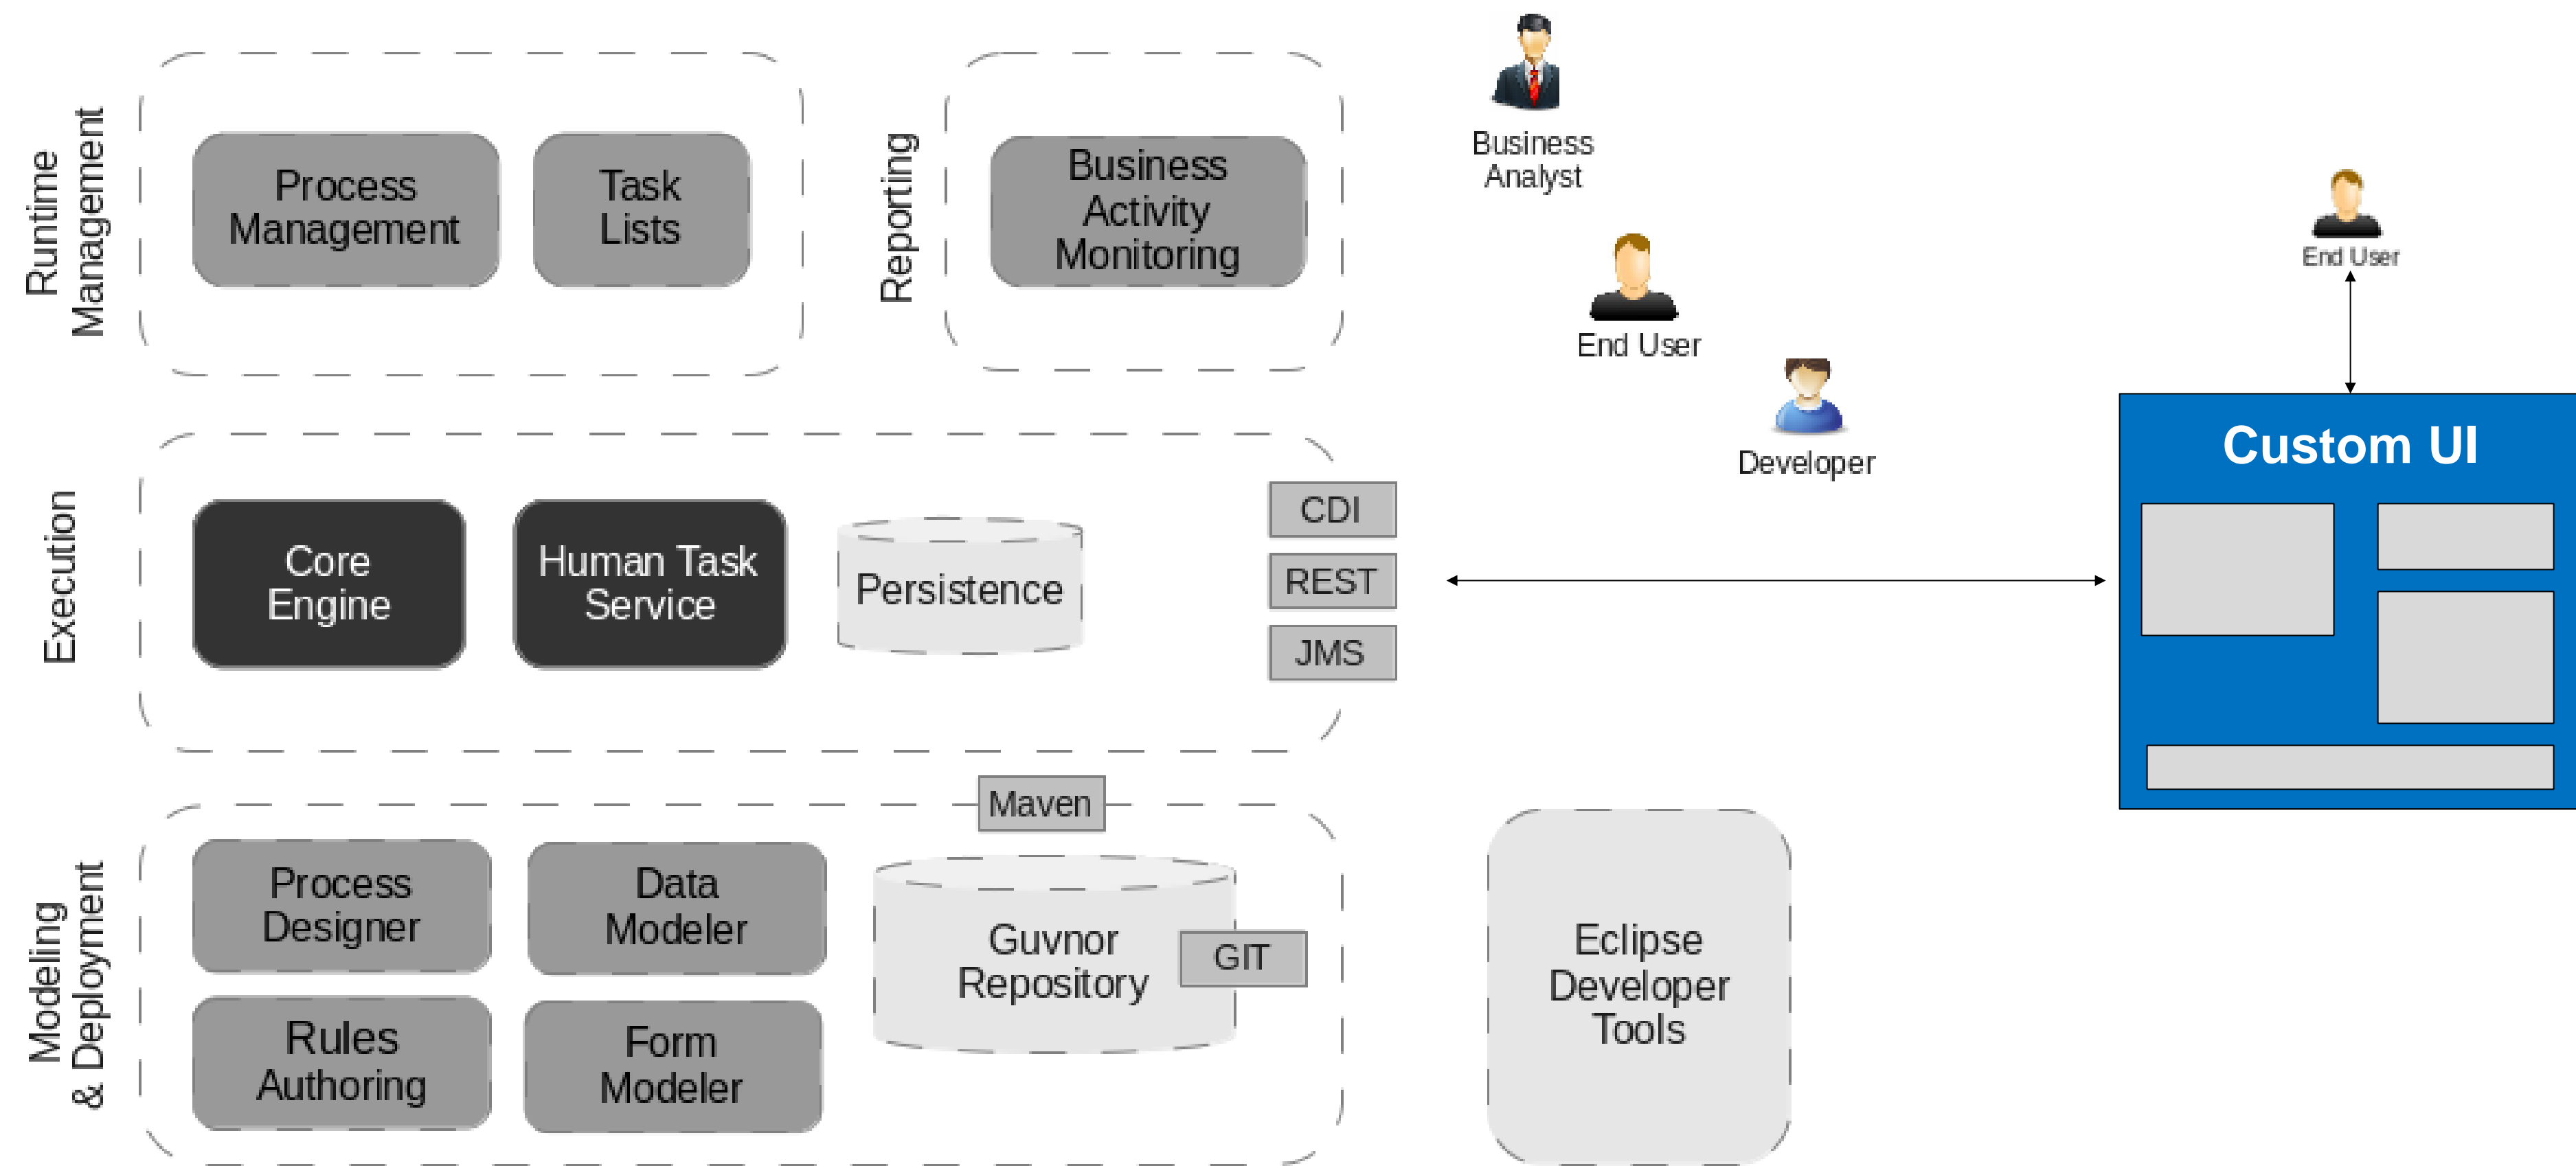 Runtime
Management
Process
Management
Task
Lists
Reporting
Business
Activity
Monitoring
Business
Analyst
End User
Developer
End User
Custom UI
Execution
Core
Engine
Human Task
Service
Persistence
CDI
REST
JMS
Modeling
& Deployment
Maven
Process
Designer
Data
Modeler
Rules
Authoring
Form
Modeler
Guvnor
Repository
GIT
Eclipse
Developer
Tools